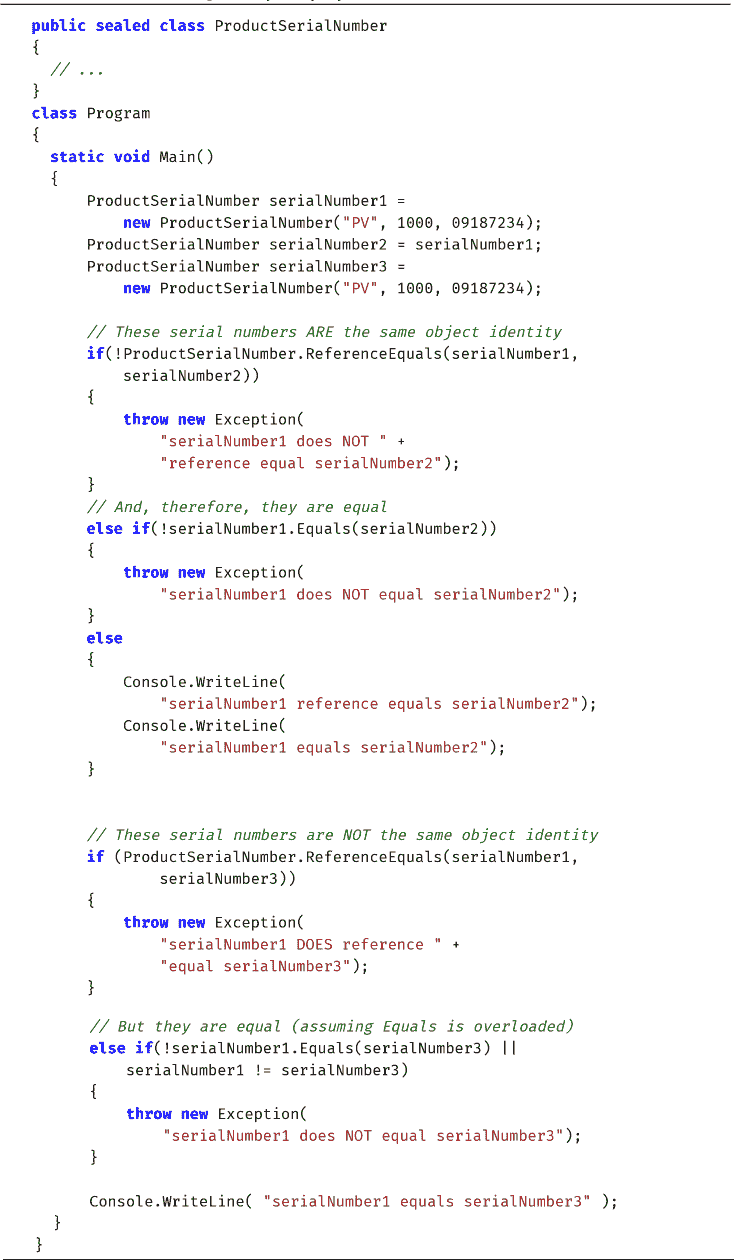 public sealed class ProductSerialNumber
{
// ...
}
class Program
{
static void Main()
{
ProductSerialNumber serialNumber1 =
new ProductSerialNumber("PV", 1000, 09187234);
ProductSerialNumber serialNumber2 = serialNumber1;
ProductSerialNumber serialNumber3 =
new ProductSerialNumber("PV", 1000, 09187234);
// These serial numbers ARE the same object identity
if(!ProductSerialNumber.ReferenceEquals(serialNumber1,
serialNumber2))
{
throw new Exception(
"serialNumber1 does NOT " +
"reference equal serialNumber2");
}
// And, therefore, they are equal
else if(!serialNumber1.Equals(serialNumber2))
{
throw new Exception(
"serialNumber1 does NOT equal serialNumber2");
}
else
{
Console.WriteLine(
"serialNumber1 reference equals serialNumber2");
Console.WriteLine(
"serialNumber1 equals serialNumber2");
}
// These serial numbers are NOT the same object identity
if (ProductSerialNumber.ReferenceEquals(serialNumber1,
serialNumber3))
{
throw new Exception(
"serialNumber1 DOES reference " +
"equal serialNumber3");
}
// But they are equal (assuming Equals is overloaded)
else if(!serialNumber1.Equals(serialNumber3) ||
serialNumber1 != serialNumber3)
{
throw new Exception(
"serialNumber1 does NOT equal serialNumber3");
}
Console.WriteLine( "serialNumber1 equals serialNumber3" );
}
}